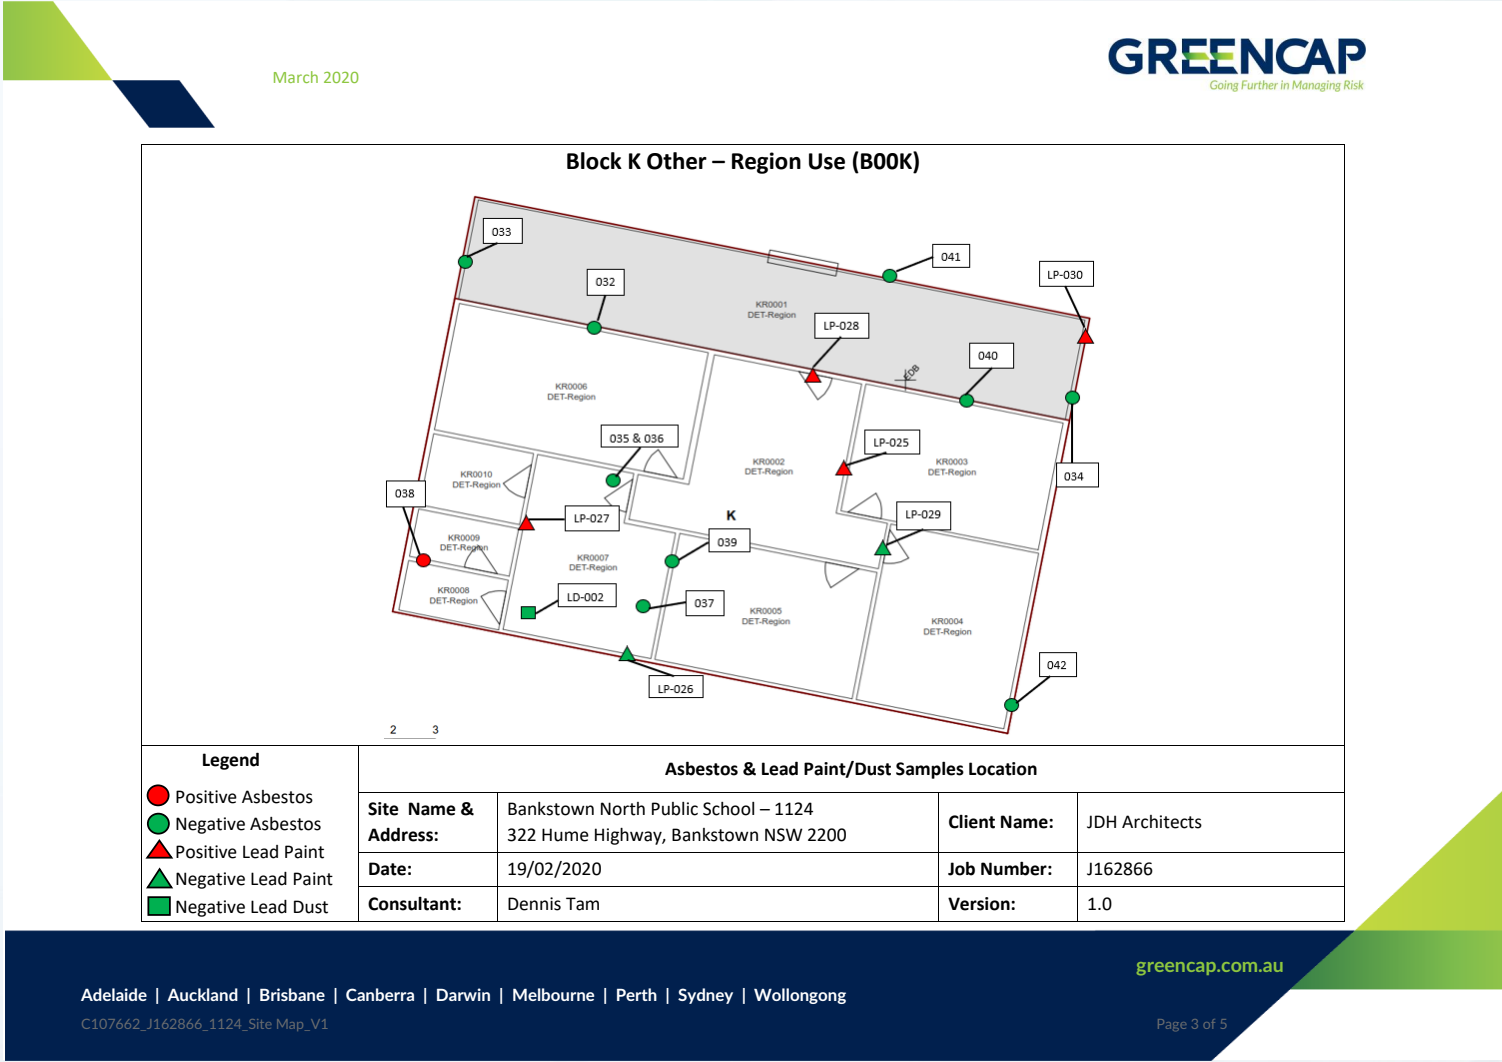 March 2020
GREENCAP
Going Further in Managing Risk
Block K Other – Region Use (B00K)
033
041
LP-030
032
KR0001
DET-Region
LP-028
040
EDB
KR0006
DET-Region
035 & 036
LP-025
KR0002
DET-Region
KR0003
DET-Region
034
KR0010
DET-Region
038
LP-027
K
LP-029
KR0009
DET-Region
039
KR0007
DET-Region
KR0008
DET-Region
LD-002
037
KR0005
DET-Region
KR0004
DET-Region
042
LP-026
2 3
Legend
Positive Asbestos
Negative Asbestos
Positive Lead Paint
Negative Lead Paint
Negative Lead Dust
Asbestos & Lead Paint/Dust Samples Location
Site Name &
Address:
Bankstown North Public School – 1124
322 Hume Highway, Bankstown NSW 2200
Client Name:
JDH Architects
Date:
19/02/2020
Job Number:
J162866
Consultant:
Dennis Tam
Version:
1.0
greencap.com.au
Adelaide | Auckland | Brisbane | Canberra | Darwin | Melbourne | Perth | Sydney | Wollongong
C107662_J162866_1124_Site Map_V1
Page 3 of 5